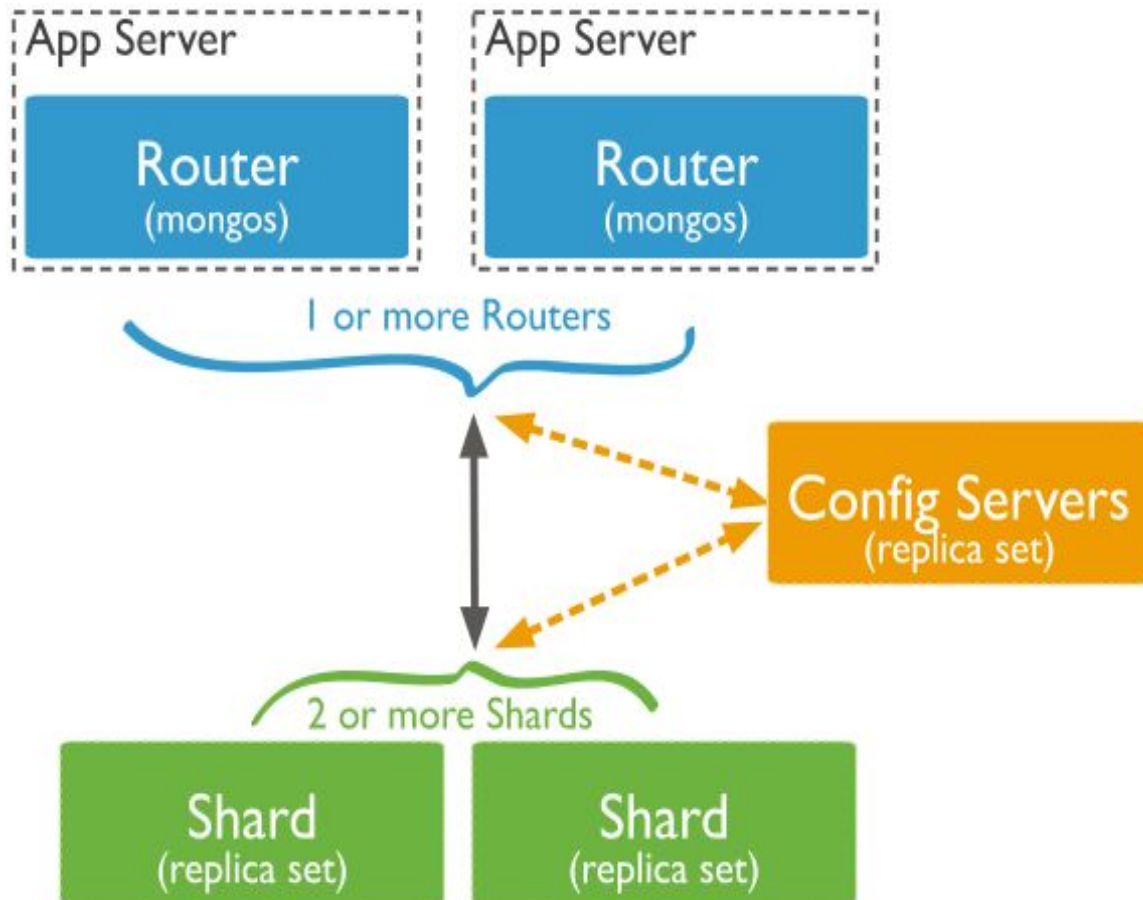 App Server
App Server
Router
(mongos)
Router
(mongos)
1 or more Routers
Config Servers
(replica set)
2 or more Shards
Shard
(replica set)
Shard
(replica set)